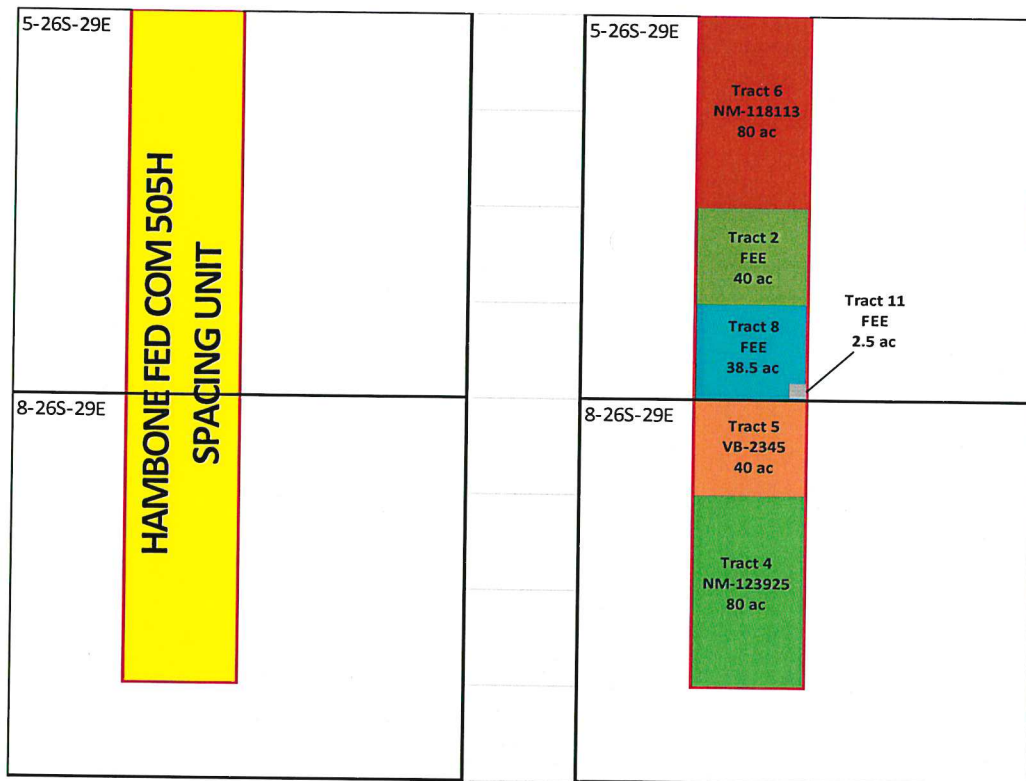 5-26S-29E
HAMBONE FED COM 505H
SPACING UNIT
8-26S-29E
5-26S-29E
Tract 6
NM-118113
80 ac
Tract 2
FEE
40 ac
Tract 8
FEE
38.5 ac
Tract 11
FEE
2.5 ac
8-26S-29E
Tract 5
VB-2345
40 ac
Tract 4
NM-123925
80 ac